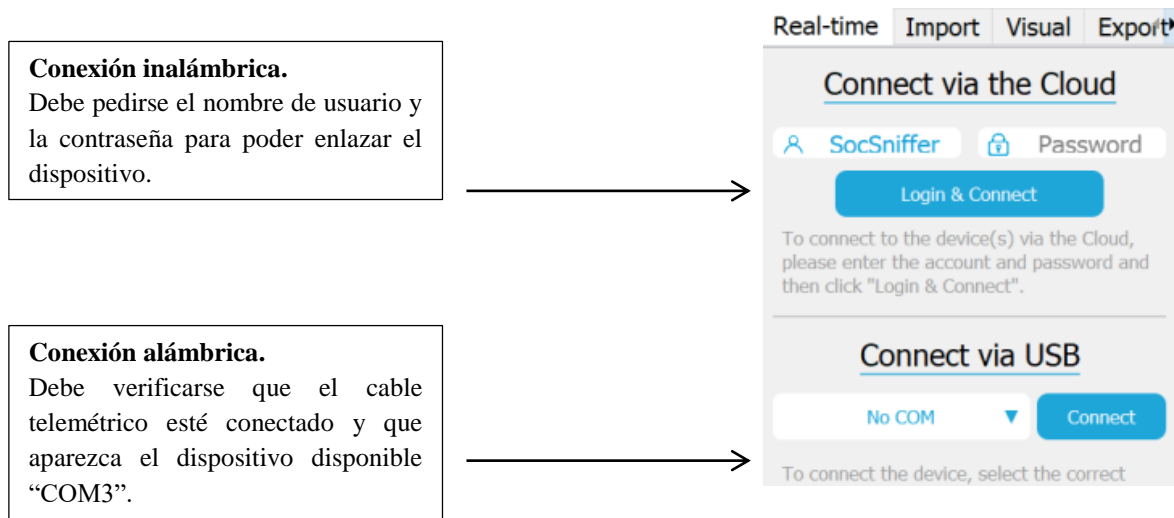 Conexión inalámbrica.
Debe pedirse el nombre de usuario y
la contraseña para poder enlazar el
dispositivo.
Conexión alámbrica.
Debe verificarse que el cable
telemétrico esté conectado y que
aparezca el dispositivo disponible
“COM3”.
Real-time Import Visual Export
Connect via the Cloud
SocSniffer Password
Login & Connect
To connect to the device(s) via the Cloud,
please enter the account and password and
then click "Login & Connect".
Connect via USB
No COM Connect
To connect the device, select the correct